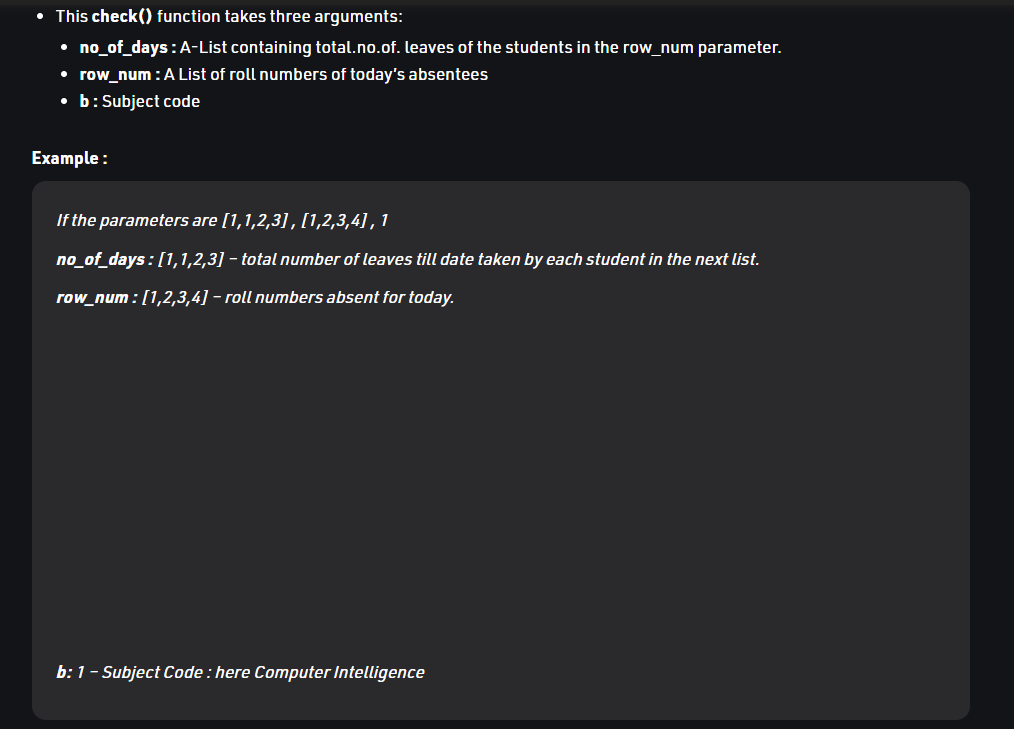 • This check() function takes three arguments:
• no_of_days : A-List containing total.no.of. leaves of the students in the row_num parameter.
• row_num : A List of roll numbers of today's absentees
• b : Subject code
Example :
If the parameters are [1,1,2,3] , [1,2,3,4] , 1
no_of_days : [1,1,2,3] – total number of leaves till date taken by each student in the next list.
row_num : [1,2,3,4] – roll numbers absent for today.
b: 1 – Subject Code : here Computer Intelligence